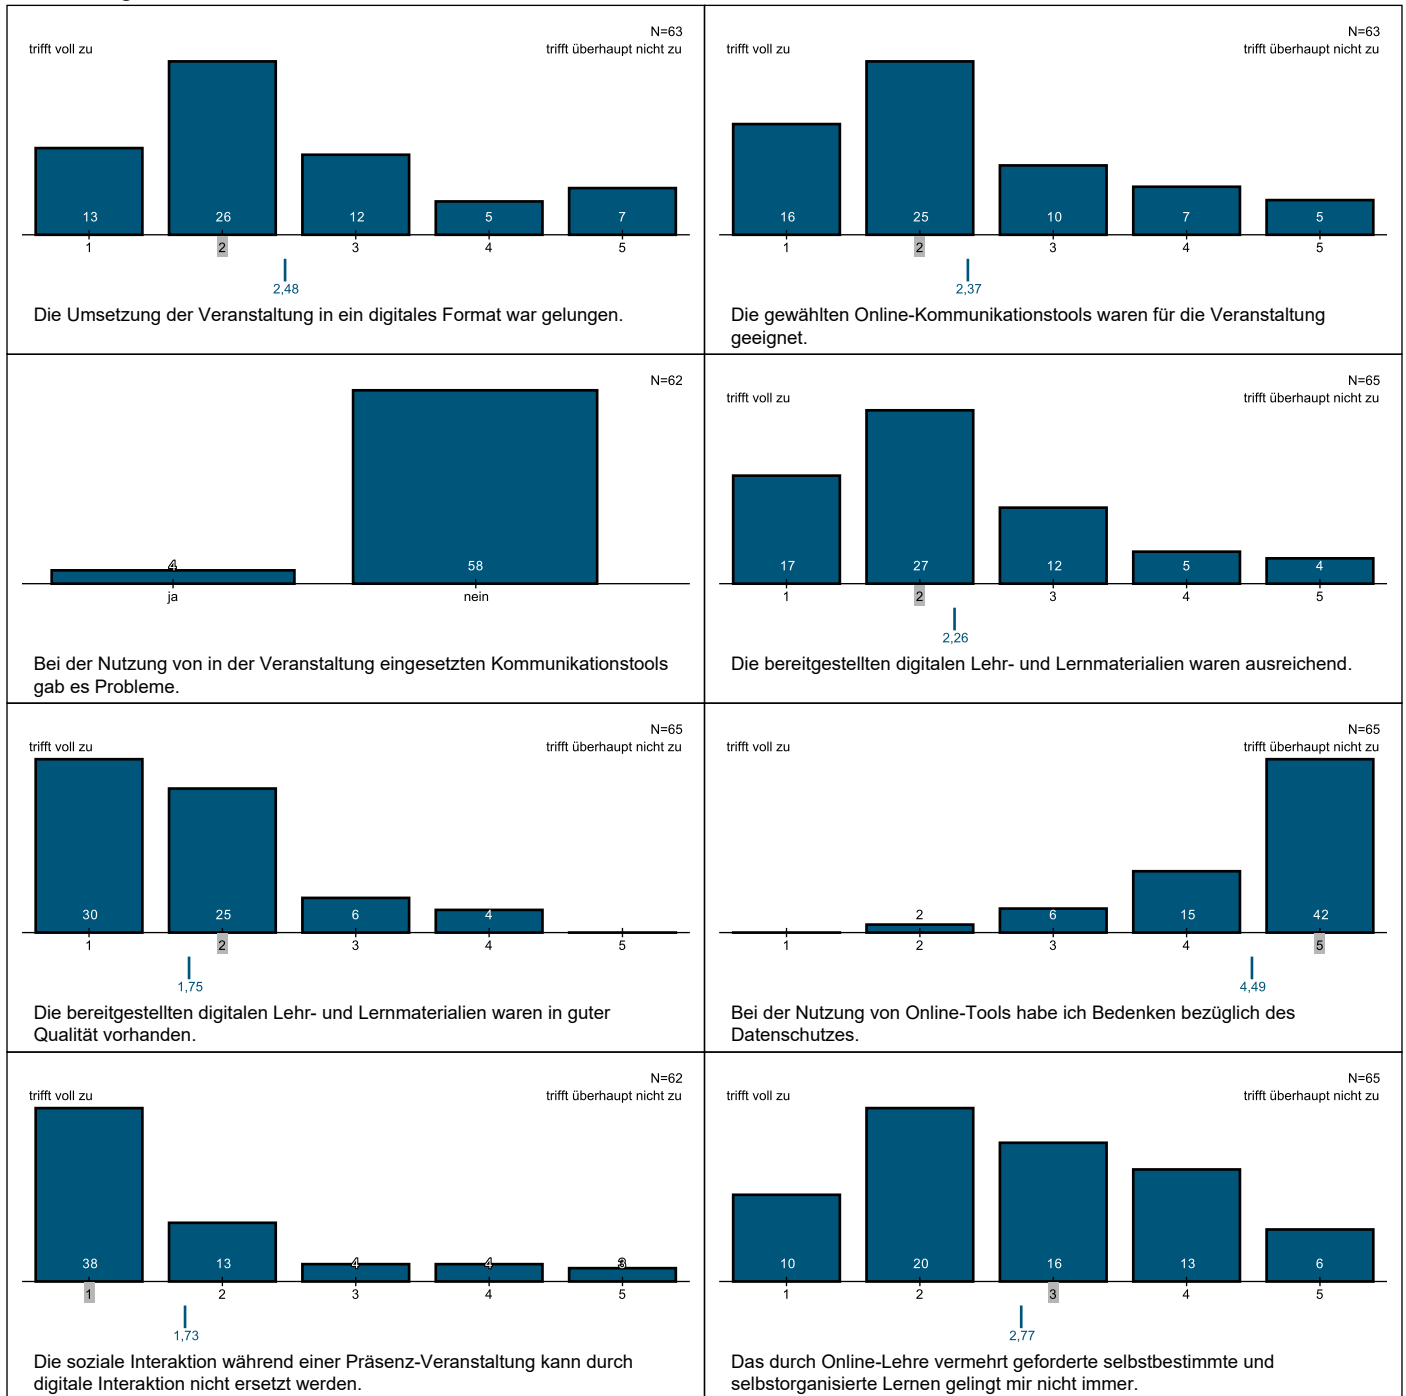 N=63
trifft voll zu trifft überhaupt nicht zu
13 26 12 5 7
1 2 3 4 5
2,48
Die Umsetzung der Veranstaltung in ein digitales Format war gelungen.
N=63
trifft voll zu trifft überhaupt nicht zu
16 25 10 7 5
1 2 3 4 5
2,37
Die gewählten Online-Kommunikationstools waren für die Veranstaltung
geeignet.
N=62
4 58
ja nein
Bei der Nutzung von in der Veranstaltung eingesetzten Kommunikationstools
gab es Probleme.
N=65
trifft voll zu trifft überhaupt nicht zu
17 27 12 5 4
1 2 3 4 5
2,26
Die bereitgestellten digitalen Lehr- und Lernmaterialien waren ausreichend.
N=65
trifft voll zu trifft überhaupt nicht zu
30 25 6 4
1 2 3 4 5
1,75
Die bereitgestellten digitalen Lehr- und Lernmaterialien waren in guter
Qualität vorhanden.
N=65
trifft voll zu trifft überhaupt nicht zu
2 6 15 42
1 2 3 4 5
4,49
Bei der Nutzung von Online-Tools habe ich Bedenken bezüglich des
Datenschutzes.
N=62
trifft voll zu trifft überhaupt nicht zu
38 13 4 4 3
1 2 3 4 5
1,73
Die soziale Interaktion während einer Präsenz-Veranstaltung kann durch
digitale Interaktion nicht ersetzt werden.
N=65
trifft voll zu trifft überhaupt nicht zu
10 20 16 13 6
1 2 3 4 5
2,77
Das durch Online-Lehre vermehrt geforderte selbstbestimmte und
selbstorganisierte Lernen gelingt mir nicht immer.